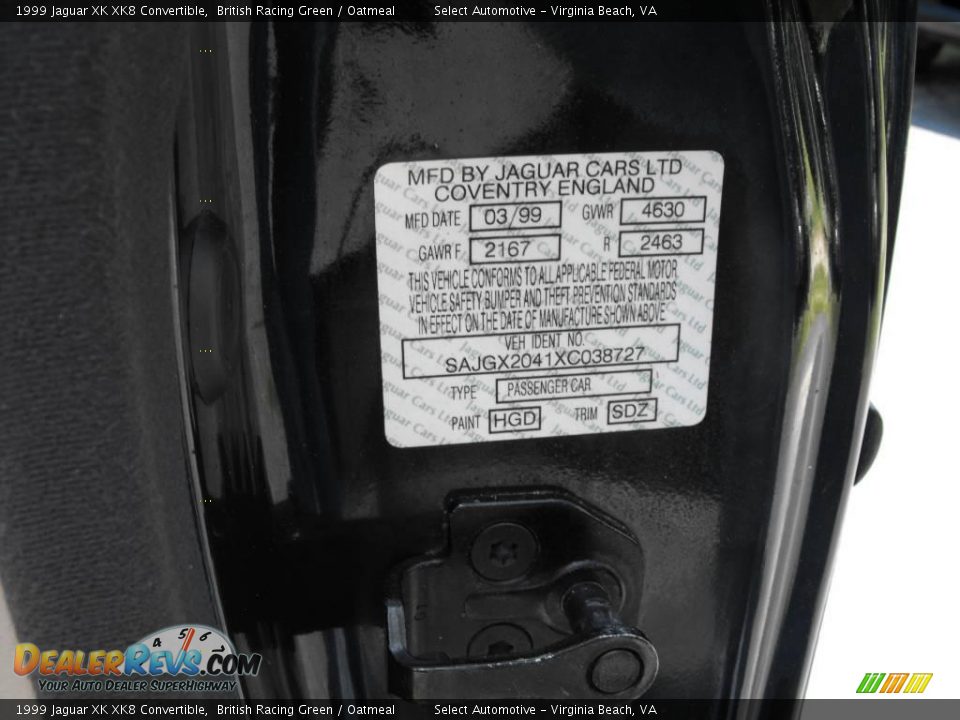 1999 Jaguar XK XK8 Convertible,  British Racing Green / Oatmeal     Select Automotive - Virginia Beach, VA
MFD BY JAGUAR CARS LTD
COVENTRY ENGLAND
MFD DATE 03/99 GVWR 4630
GAWR F 2167 R 2463
THIS VEHICLE CONFORMS TO ALL APPLICABLE FEDERAL MOTOR
VEHICLE SAFETY BUMPER AND THEFT PREVENTION STANDARDS
IN EFFECT ON THE DATE OF MANUFACTURE SHOWN ABOVE
VEH IDENT NO.
SAJGX2041XC038727
TYPE PASSENGER CAR
PAINT HGD TRIM SDZ
4 5 6
DEALERREVS.COM
YOUR AUTO DEALER SUPERHIGHWAY
1999 Jaguar XK XK8 Convertible,  British Racing Green / Oatmeal     Select Automotive - Virginia Beach, VA